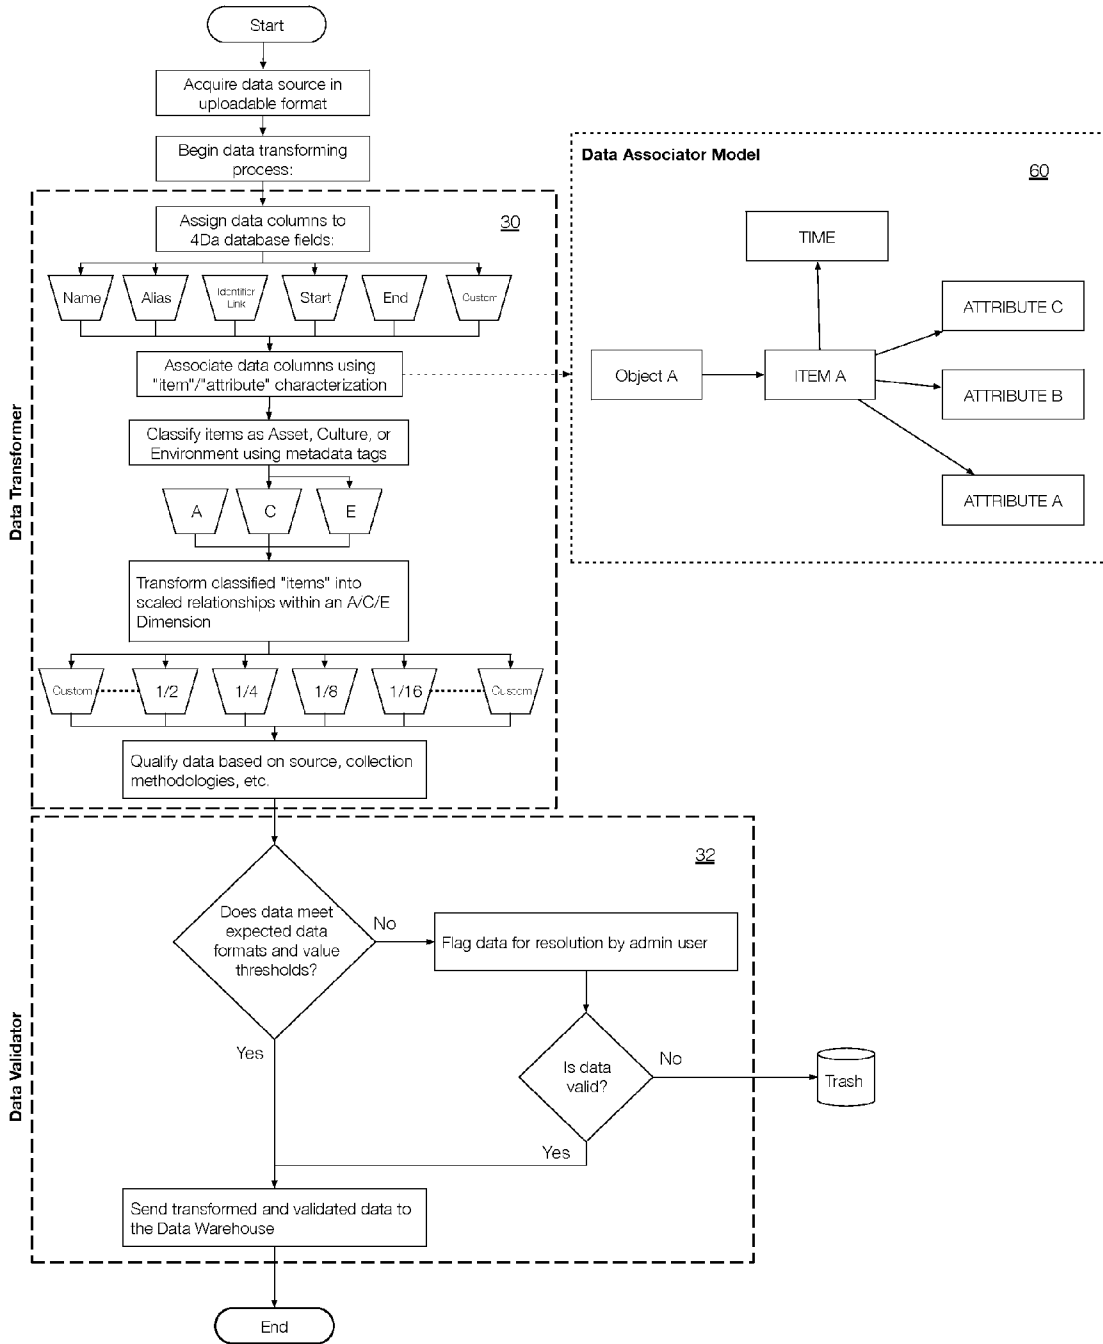 Start
Acquire data source in
uploadable format
Begin data transforming
process:
Data Associator Model
60
30
Assign data columns to
4Da database fields:
TIME
Name
Alias
Identifier
Link
Start
End
Custom
ATTRIBUTE C
Associate data columns using
"item"/"attribute" characterization
Object A
ITEM A
ATTRIBUTE B
Classify items as Asset, Culture, or
Environment using metadata tags
ATTRIBUTE A
A
C
E
Data Transformer
Transform classified "items" into
scaled relationships within an A/C/E
Dimension
Custom
1/2
1/4
1/8
1/16
Custom
Qualify data based on source, collection
methodologies, etc.
32
Does data meet
expected data
formats and value
thresholds?
No
Flag data for resolution by admin user
Yes
Is data
valid?
No
Trash
Data Validator
Yes
Send transformed and validated data to
the Data Warehouse
End